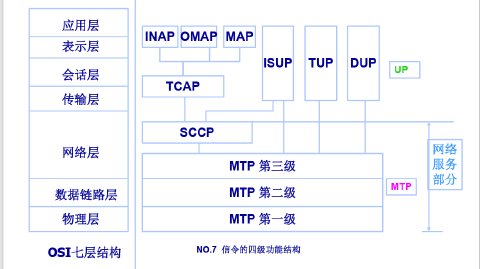 应用层
表示层
会话层
传输层
网络层
数据链路层
物理层
OSI七层结构
INAP
OMAP
MAP
ISUP
TUP
DUP
UP
TCAP
SCCP
MTP 第三级
MTP 第二级
MTP 第一级
MTP
网络
服务
部分
NO.7 信令的四级功能结构